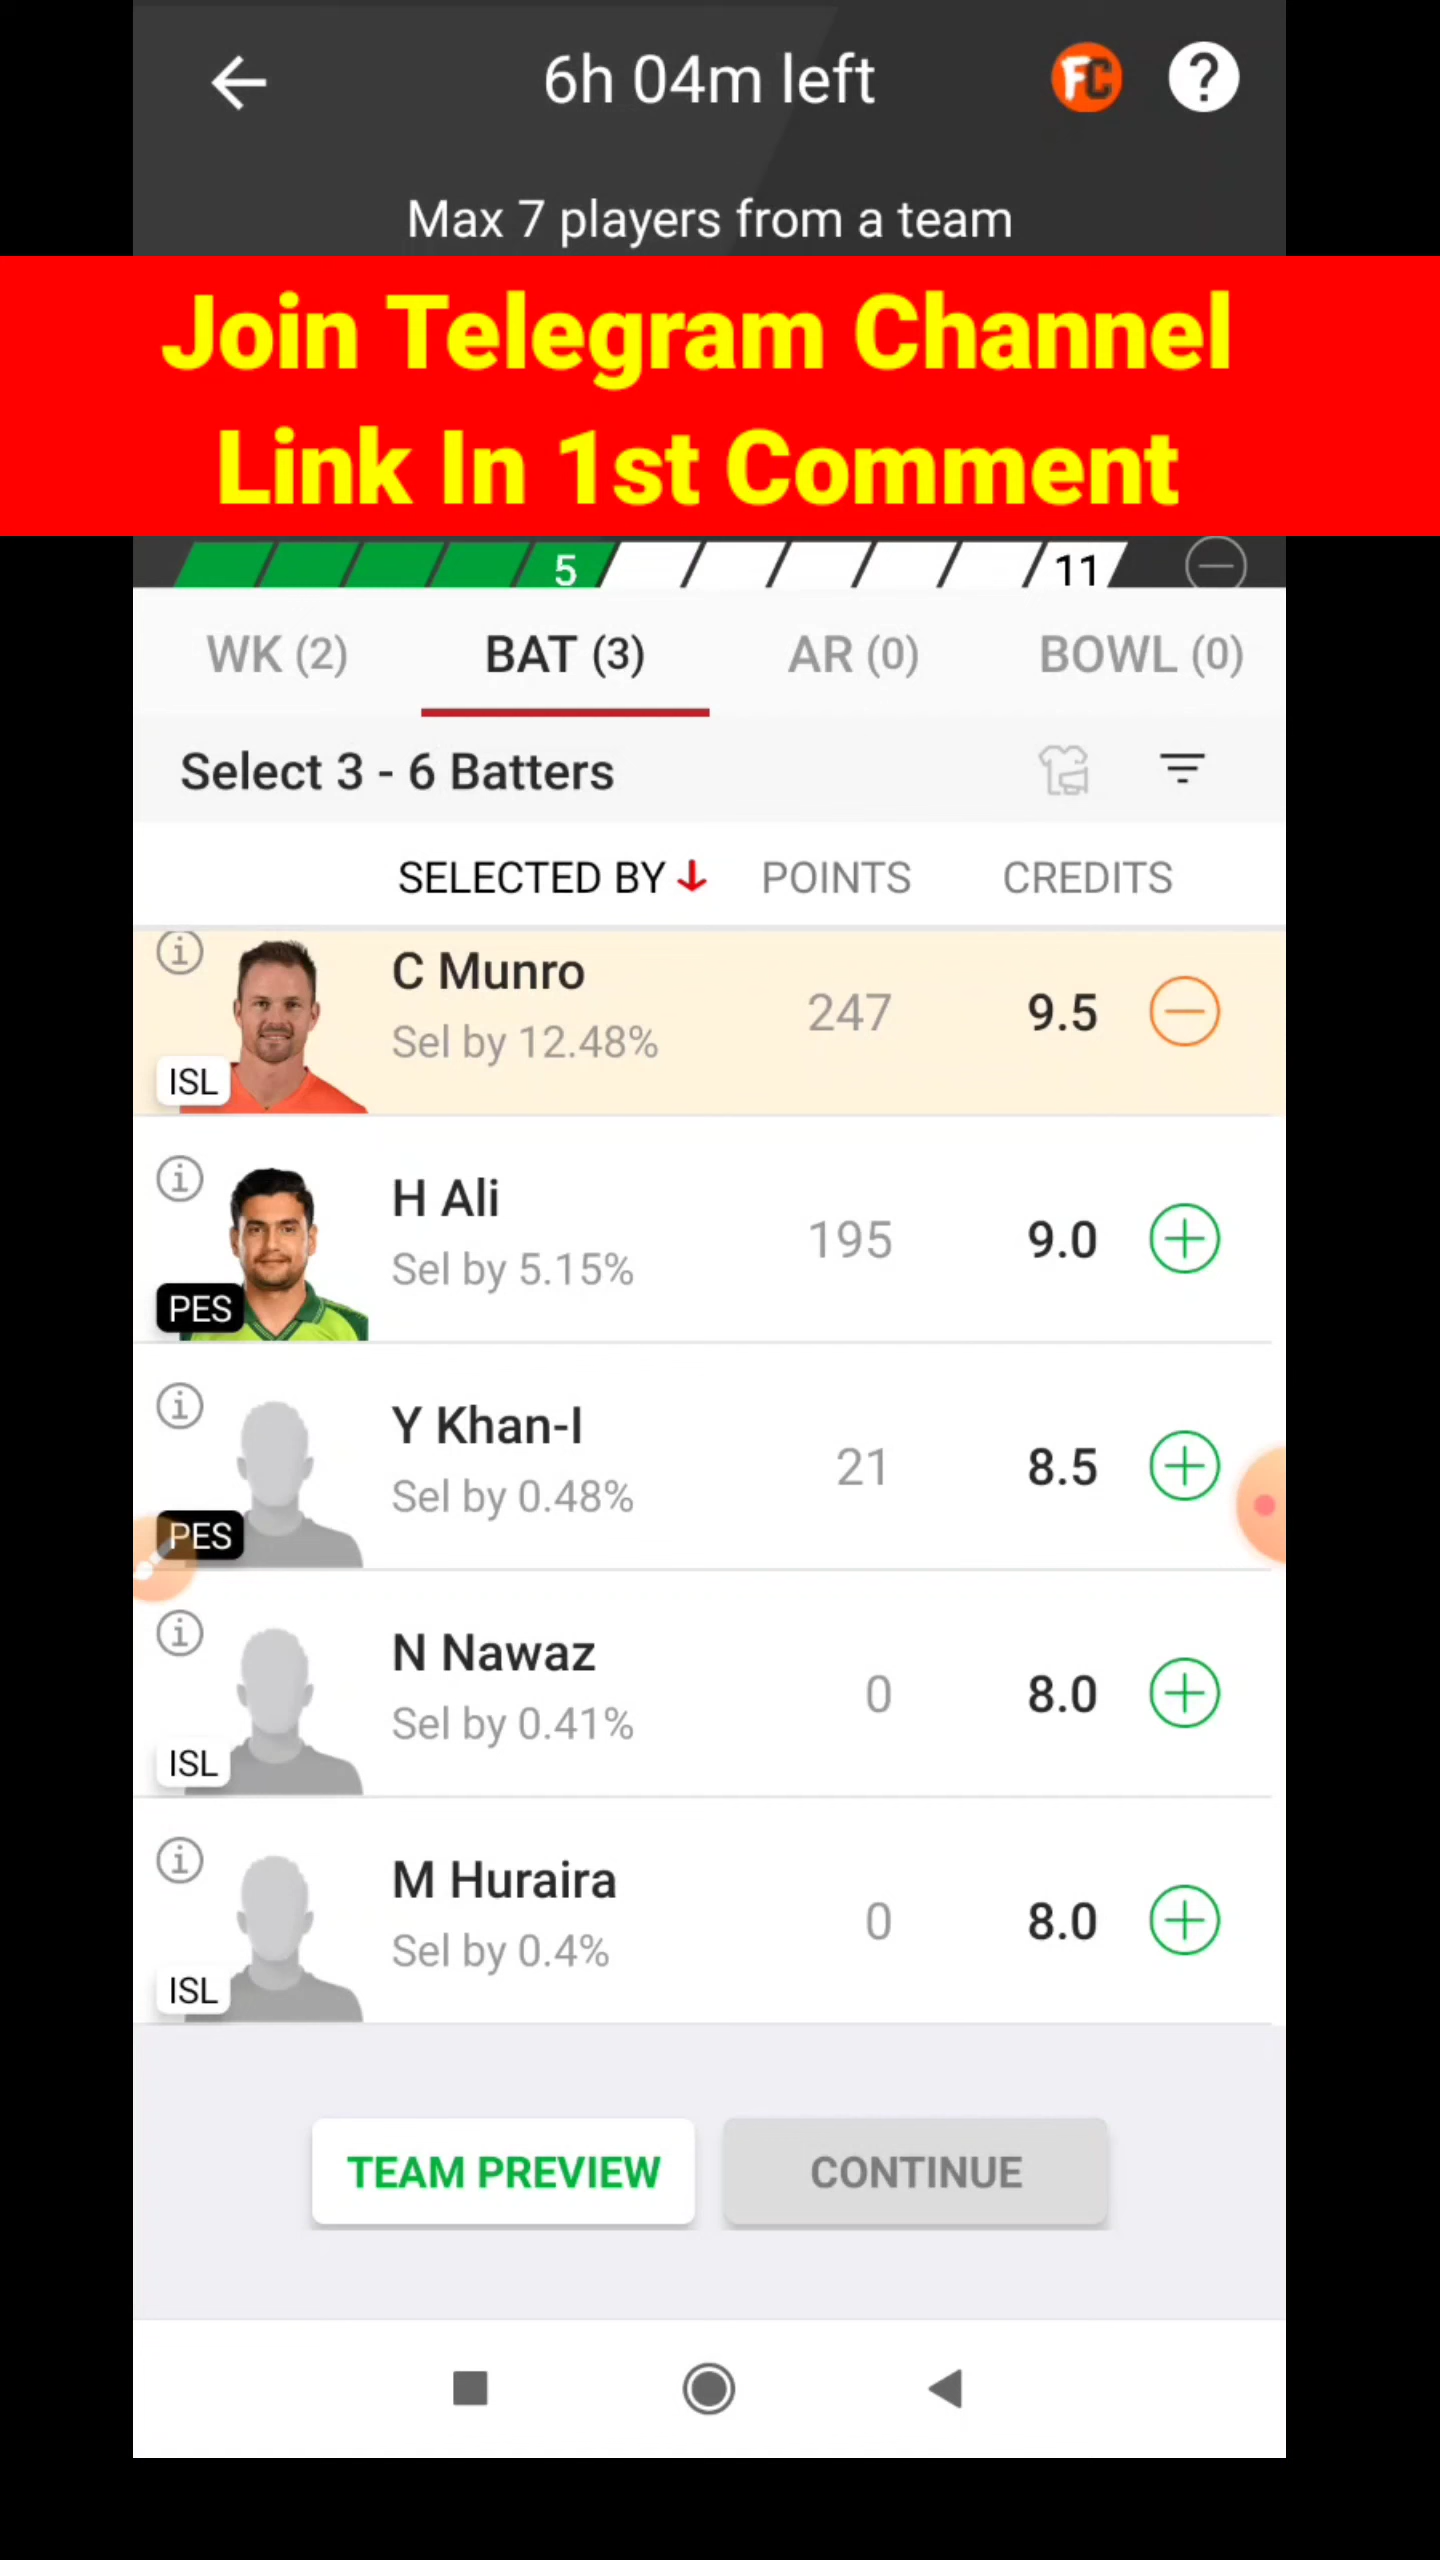 6h 04m left
FC
?
Max 7 players from a team
Join Telegram Channel
Link In 1st Comment
5
11
WK (2)
BAT (3)
AR (0)
BOWL (0)
Select 3 - 6 Batters
SELECTED BY
POINTS
CREDITS
C Munro
Sel by 12.48%
247
9.5
ISL
H Ali
Sel by 5.15%
195
9.0
PES
Y Khan-I
Sel by 0.48%
21
8.5
PES
N Nawaz
Sel by 0.41%
0
8.0
ISL
M Huraira
Sel by 0.4%
0
8.0
ISL
TEAM PREVIEW
CONTINUE